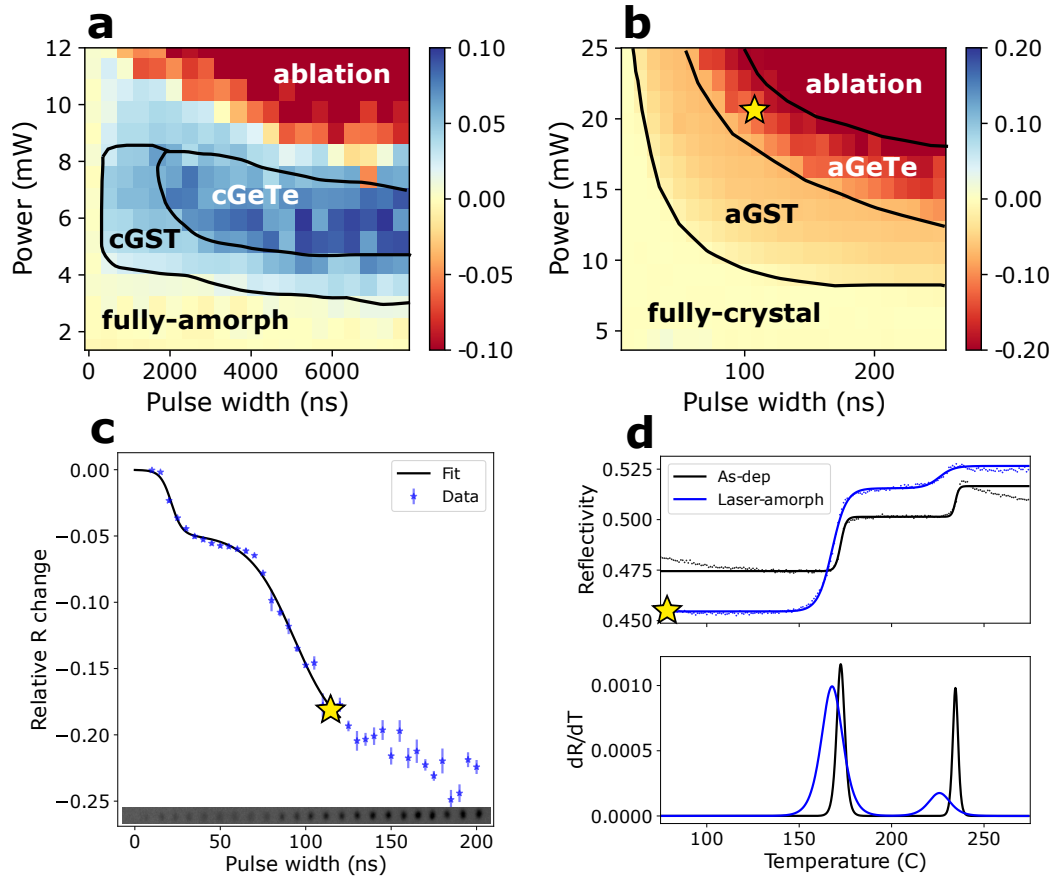 a
12
10
8
6
4
2
Power (mW)
ablation
cGeTe
cGST
fully-amorph
0
2000
4000
6000
Pulse width (ns)
0.10
0.05
0.00
-0.05
-0.10
b
25
20
15
10
5
Power (mW)
ablation
aGeTe
aGST
fully-crystal
100
200
Pulse width (ns)
0.20
0.10
0.00
-0.10
-0.20
c
0.00
−0.05
−0.10
−0.15
−0.20
−0.25
Relative R change
Fit
Data
0
50
100
150
200
Pulse width (ns)
d
0.525
0.500
0.475
0.450
Reflectivity
As-dep
Laser-amorph
0.0010
0.0005
0.0000
dR/dT
100
150
200
250
Temperature (C)